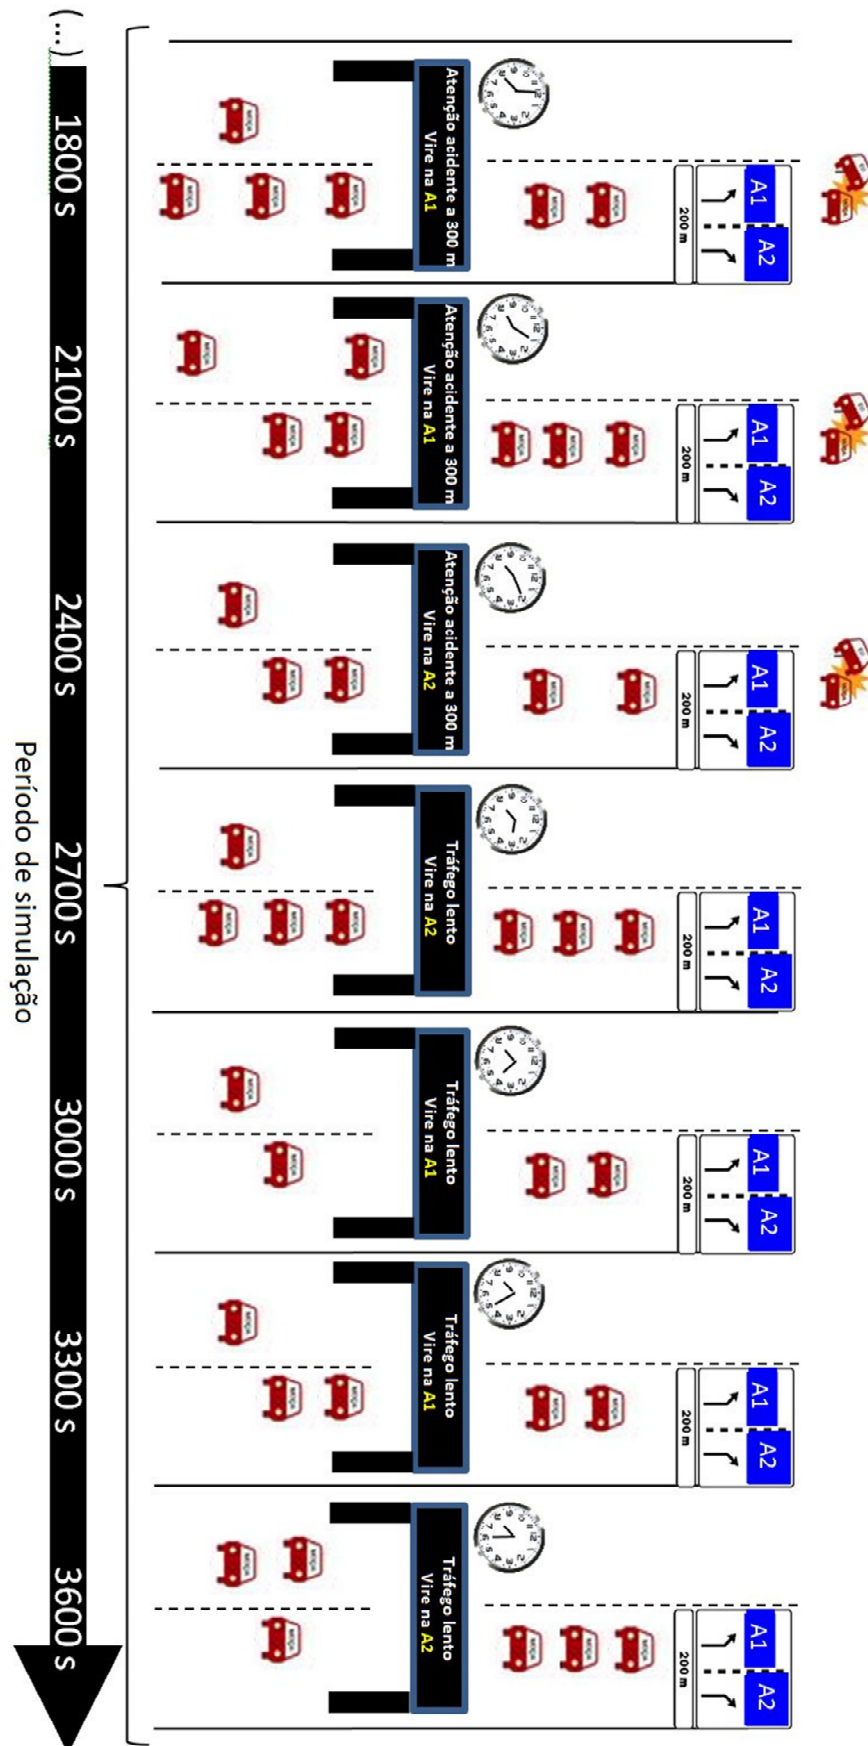 A1
A2
200 m
Atenção acidente a 300 m
Vire na A1
A1
A2
200 m
Atenção acidente a 300 m
Vire na A1
A1
A2
200 m
Atenção acidente a 300 m
Vire na A2
A1
A2
200 m
Tráfego lento
Vire na A2
A1
A2
200 m
Tráfego lento
Vire na A1
A1
A2
200 m
Tráfego lento
Vire na A1
A1
A2
200 m
Tráfego lento
Vire na A2
(...)
1800 s
2100 s
2400 s
2700 s
3000 s
3300 s
3600 s
Período de simulação